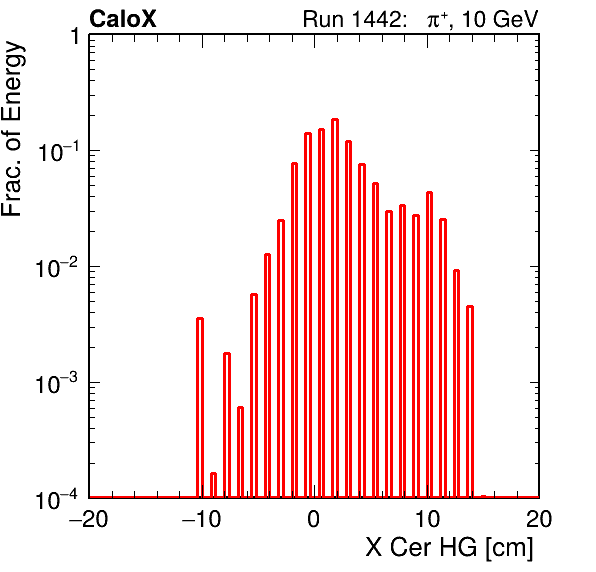 CaloX Run 1442: π⁺, 10 GeV
Frac. of Energy
1
10⁻¹
10⁻²
10⁻³
10⁻⁴
−20 −10 0 10 20
X Cer HG [cm]